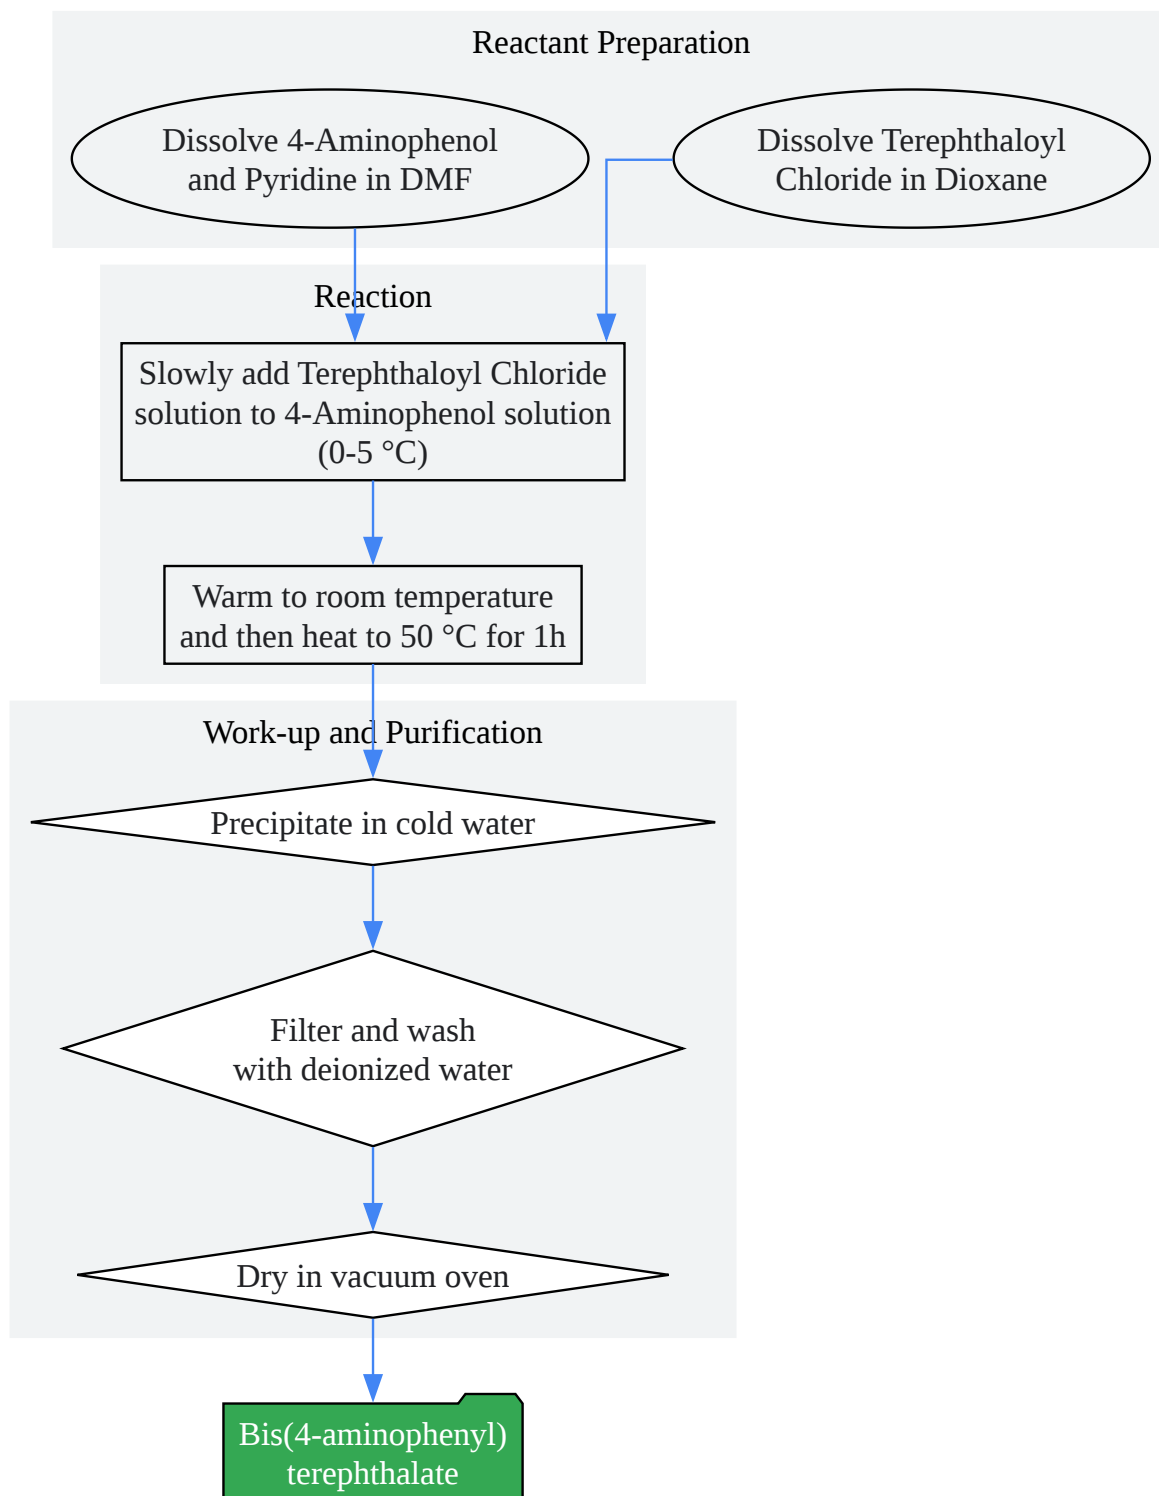 Reactant Preparation
Dissolve 4-Aminophenol
and Pyridine in DMF
Dissolve Terephthaloyl
Chloride in Dioxane
Reaction
Slowly add Terephthaloyl Chloride
solution to 4-Aminophenol solution
(0-5 °C)
Warm to room temperature
and then heat to 50 °C for 1h
Work-up and Purification
Precipitate in cold water
Filter and wash
with deionized water
Dry in vacuum oven
Bis(4-aminophenyl)
terephthalate